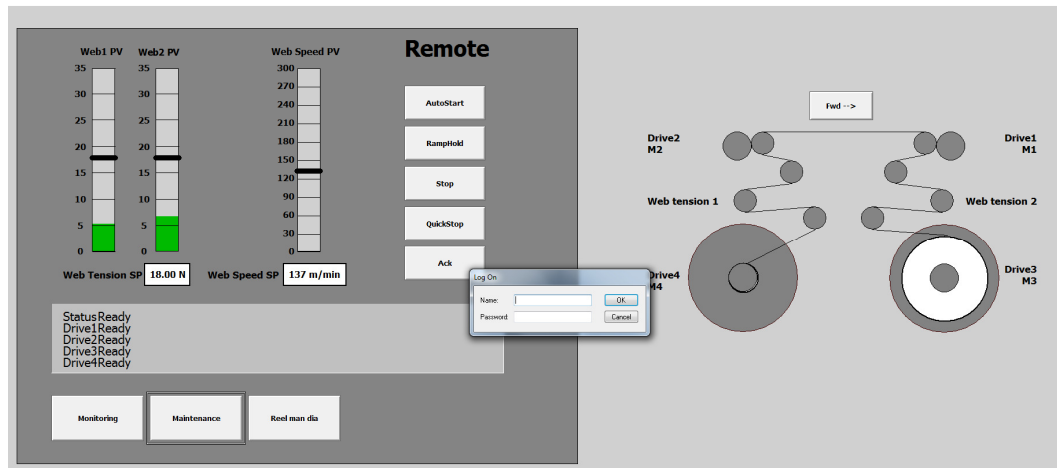 Remote
Web1 PV
Web2 PV
Web Speed PV
35
30
25
20
15
10
5
0
35
30
25
20
15
10
5
0
300
270
240
210
180
150
120
90
60
30
0
AutoStart
RampHold
Stop
QuickStop
Ack
Web Tension SP 18.00 N
Web Speed SP 137 m/min
StatusReady
Drive1Ready
Drive2Ready
Drive3Ready
Drive4Ready
Monitoring
Maintenance
Reel man dia
Log On
Name:
OK
Password:
Cancel
Fwd -->
Drive2
M2
Drive1
M1
Web tension 1
Web tension 2
Drive4
M4
Drive3
M3